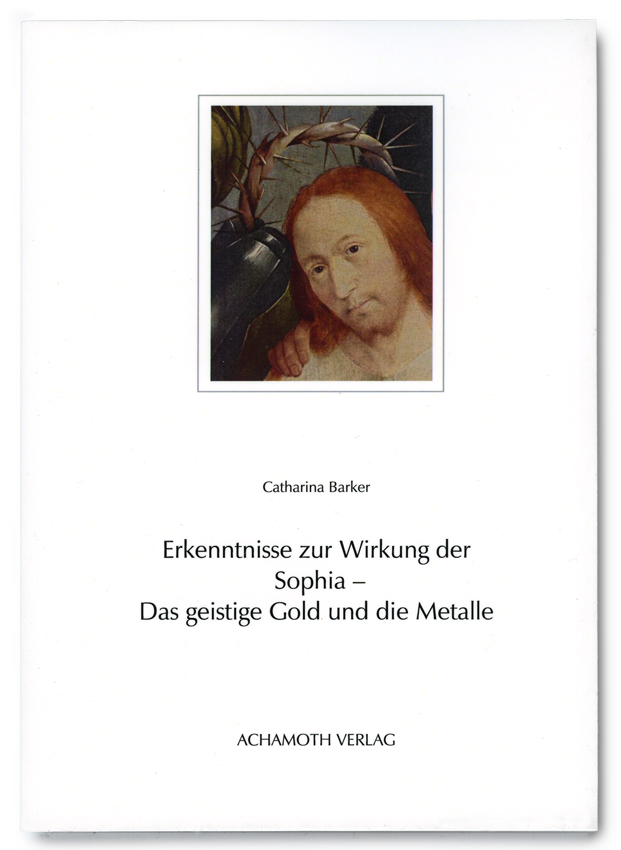 Catharina Barker
Erkenntnisse zur Wirkung der
Sophia –
Das geistige Gold und die Metalle
ACHAMOTH VERLAG